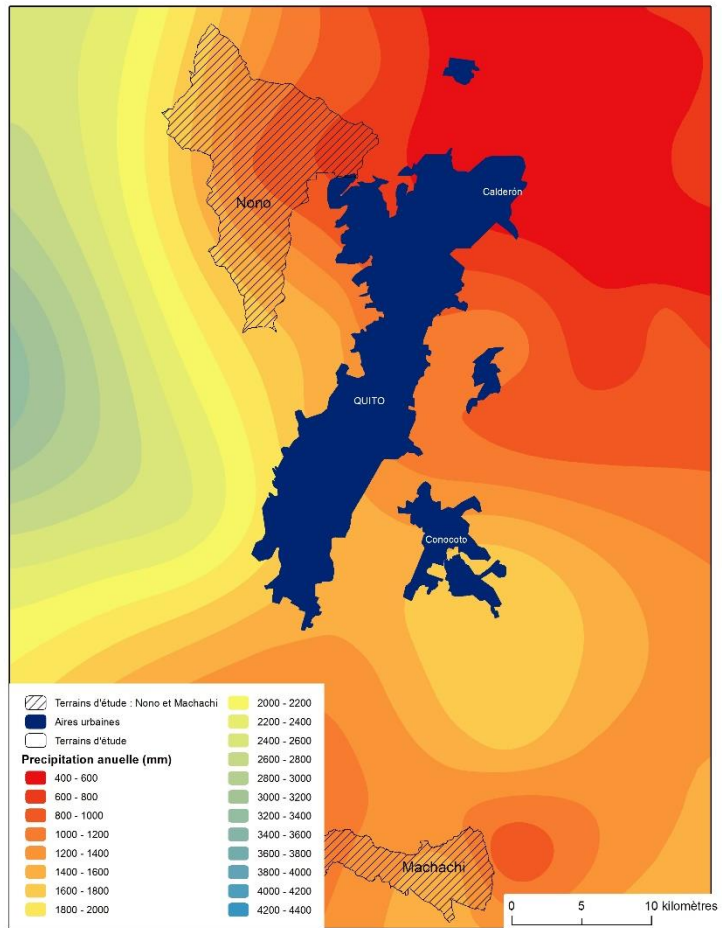 Calderón
Nono
QUITO
Conocoto
Machachi
Terrains d'étude : Nono et Machachi
Aires urbaines
Terrains d'étude
Precipitation anuelle (mm)
400 - 600
600 - 800
800 - 1000
1000 - 1200
1200 - 1400
1400 - 1600
1600 - 1800
1800 - 2000
2000 - 2200
2200 - 2400
2400 - 2600
2600 - 2800
2800 - 3000
3000 - 3200
3200 - 3400
3400 - 3600
3600 - 3800
3800 - 4000
4000 - 4200
4200 - 4400
0 5 10 kilomètres